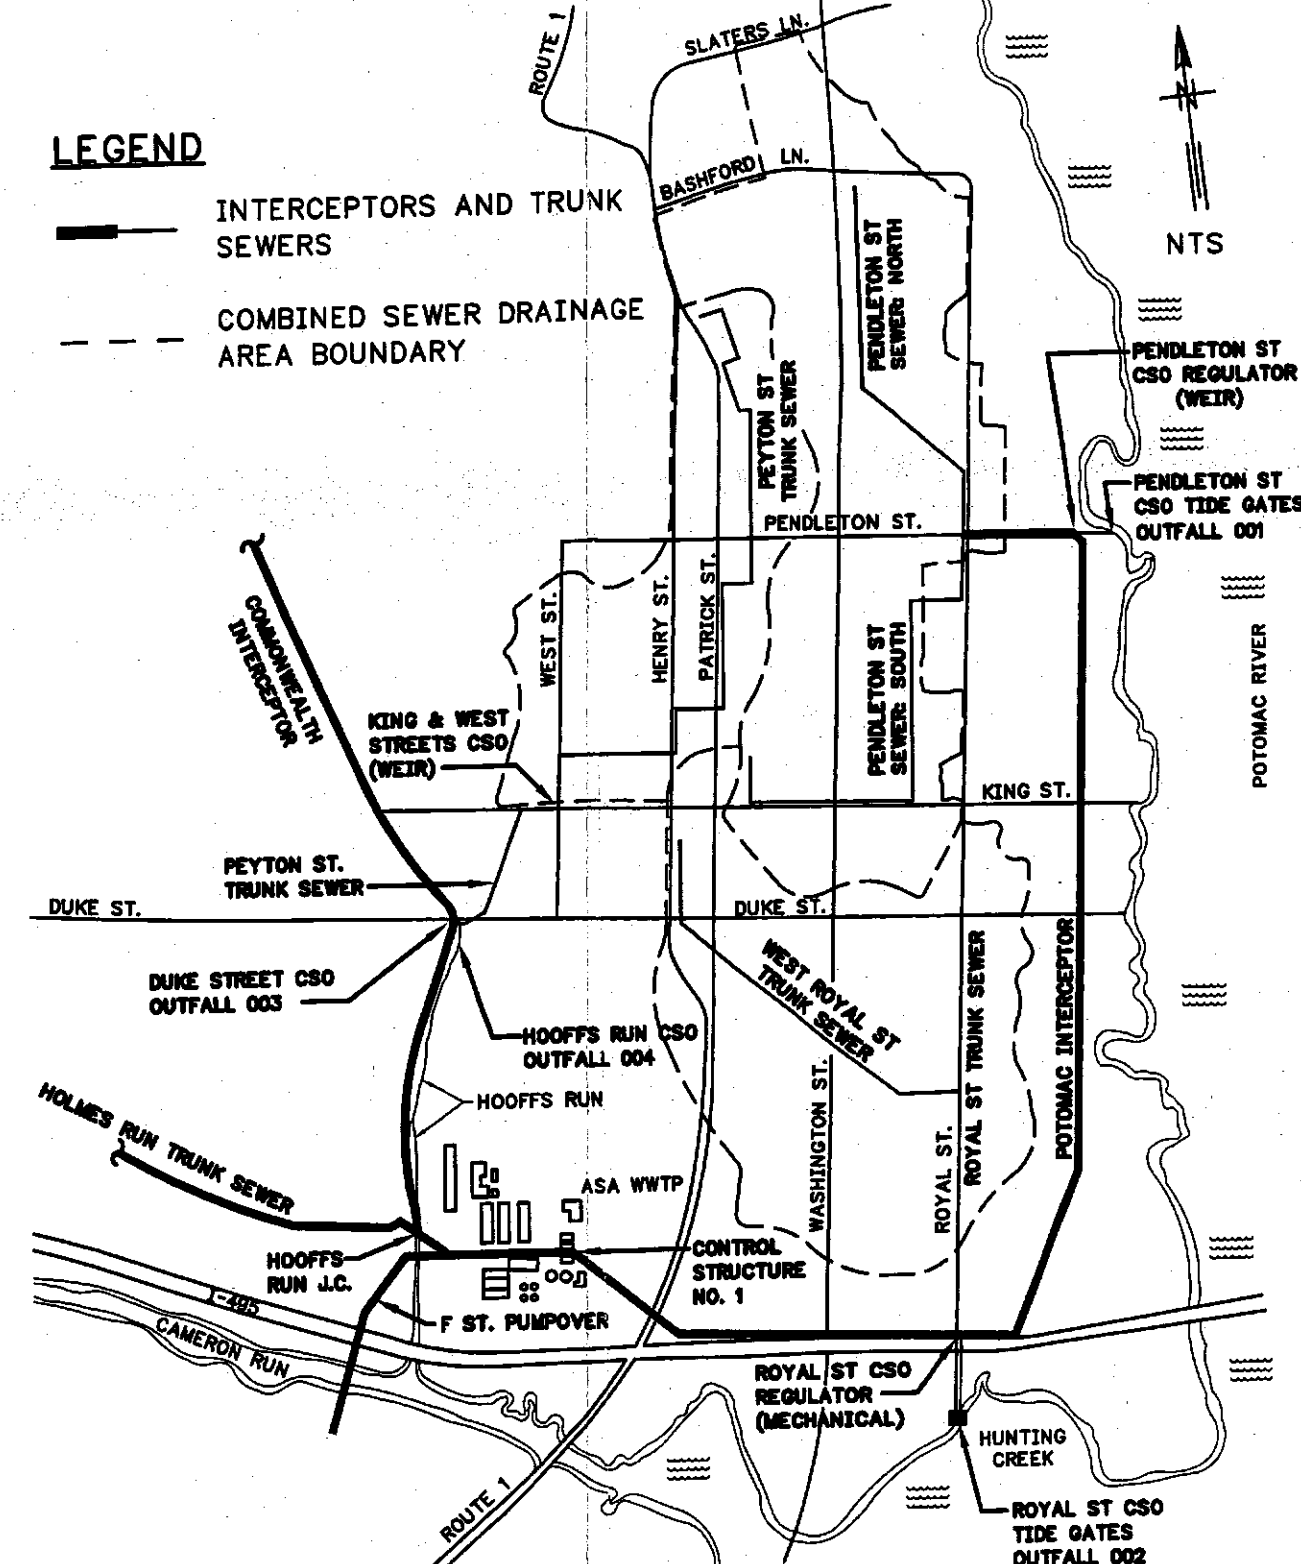 ROUTE 1
SLATERS LN.
N
LEGEND
BASHFORD LN.
INTERCEPTORS AND TRUNK
SEWERS
NTS
COMBINED SEWER DRAINAGE
AREA BOUNDARY
PENDLETON ST
SEWER: NORTH
PENDLETON ST
CSO REGULATOR
(WEIR)
PEYTON ST
TRUNK SEWER
PENDLETON ST
CSO TIDE GATES
OUTFALL 001
PENDLETON ST.
COMMONWEALTH
INTERCEPTOR
WEST ST.
HENRY ST.
PATRICK ST.
PENDLETON ST
SEWER: SOUTH
POTOMAC RIVER
KING & WEST
STREETS CSO
(WEIR)
KING ST.
PEYTON ST.
TRUNK SEWER
DUKE ST.
DUKE ST.
DUKE STREET CSO
OUTFALL 003
WEST ROYAL ST
TRUNK SEWER
ROYAL ST TRUNK SEWER
POTOMAC INTERCEPTOR
HOOFFS RUN CSO
OUTFALL 004
HOOFFS RUN
HOLMES RUN TRUNK SEWER
ASA WWTP
WASHINGTON ST.
ROYAL ST.
HOOFFS
RUN J.C.
CONTROL
STRUCTURE
NO. 1
I-495
F ST. PUMPOVER
CAMERON RUN
ROYAL ST CSO
REGULATOR
(MECHANICAL)
HUNTING
CREEK
ROUTE 1
ROYAL ST CSO
TIDE GATES
OUTFALL 002